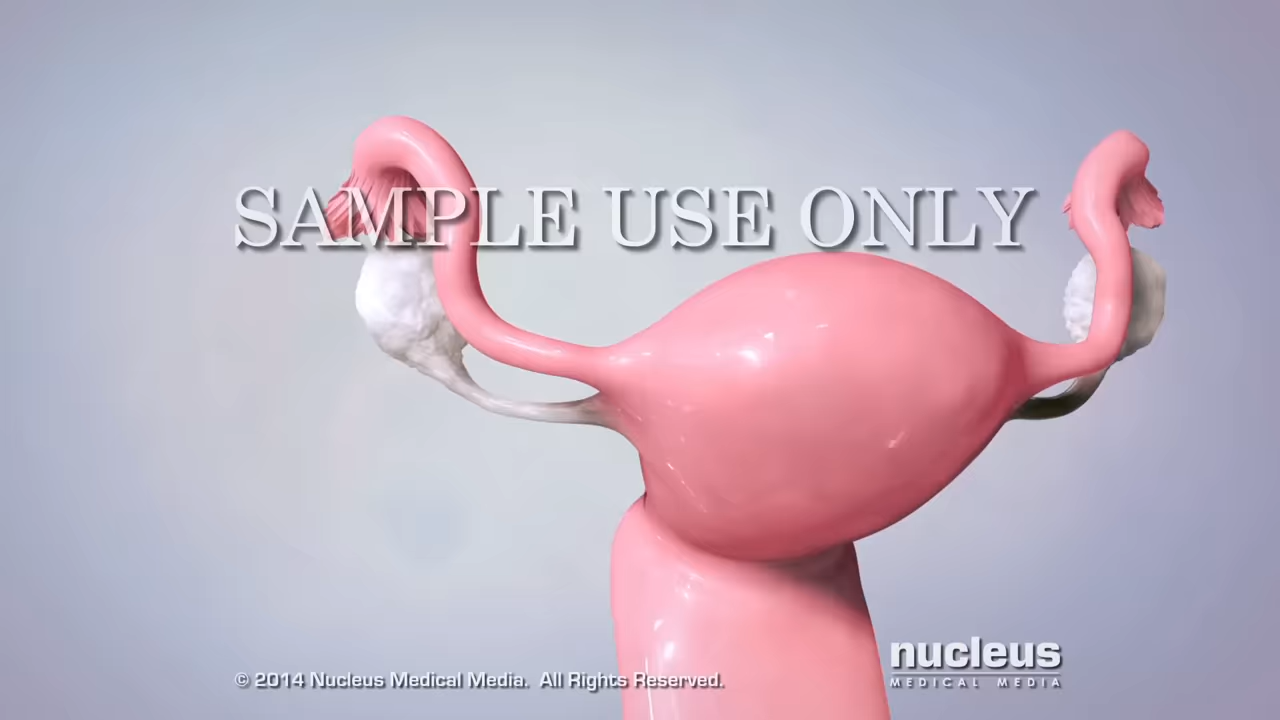 SAMPLE USE ONLY
© 2014 Nucleus Medical Media. All Rights Reserved.
nucleus
MEDICAL MEDIA